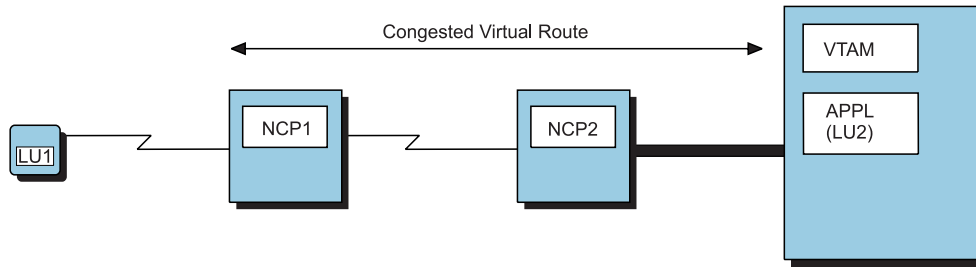 Congested Virtual Route
VTAM
NCP1
NCP2
APPL
(LU2)
LU1